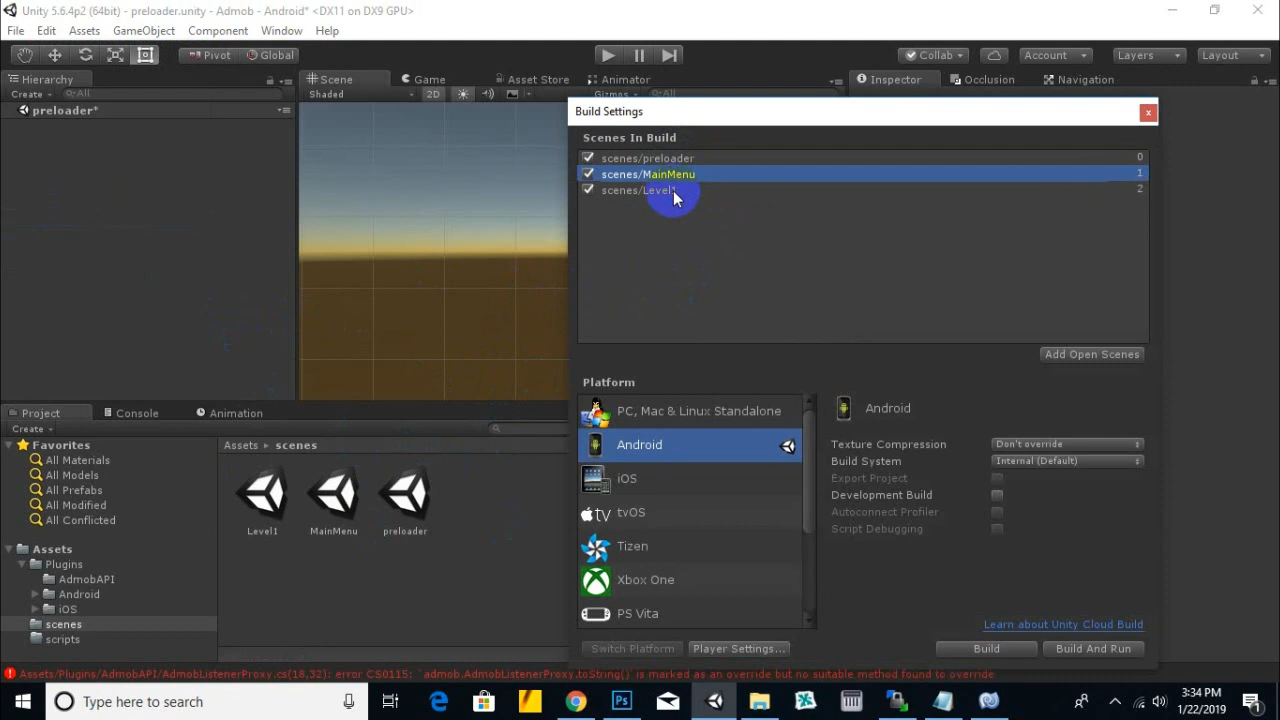 Unity 5.6.4p2 (64bit) - preloader.unity - Admob - Android* <DX11 on DX9 GPU>
File Edit Assets GameObject Component Window Help
Pivot Global Collab Account Layers Layout
Hierarchy Scene Game Asset Store Animator Inspector Occlusion Navigation
Create All Shaded 2D Gizmos All
preloader*
Build Settings
Scenes In Build
scenes/preloader 0
scenes/MainMenu 1
scenes/Level1 2
Add Open Scenes
Platform
PC, Mac & Linux Standalone
Android
iOS
tvOS
Tizen
Xbox One
PS Vita
Android
Texture Compression Don't override
Build System Internal (Default)
Export Project
Development Build
Autoconnect Profiler
Script Debugging
Learn about Unity Cloud Build
Switch Platform Player Settings... Build Build And Run
Project Console Animation
Create
Favorites
All Materials
All Models
All Prefabs
All Modified
All Conflicted
Assets
Plugins
AdmobAPI
Android
iOS
scenes
scripts
Assets scenes
Level1 MainMenu preloader
Assets/Plugins/AdmobAPI/AdmobListenerProxy.cs(18,32): error CS0115: `admob.AdmobListenerProxy.toString()' is marked as an override but no suitable method found to override
Type here to search
3:34 PM
1/22/2019